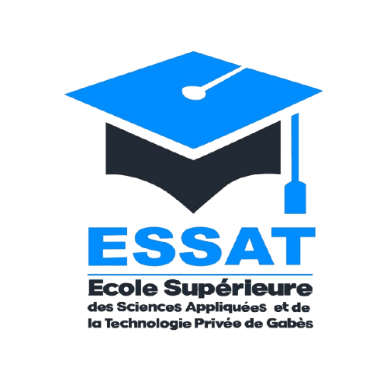 ESSAT
Ecole Supérieure
des Sciences Appliquées et de
la Technologie Privée de Gabès